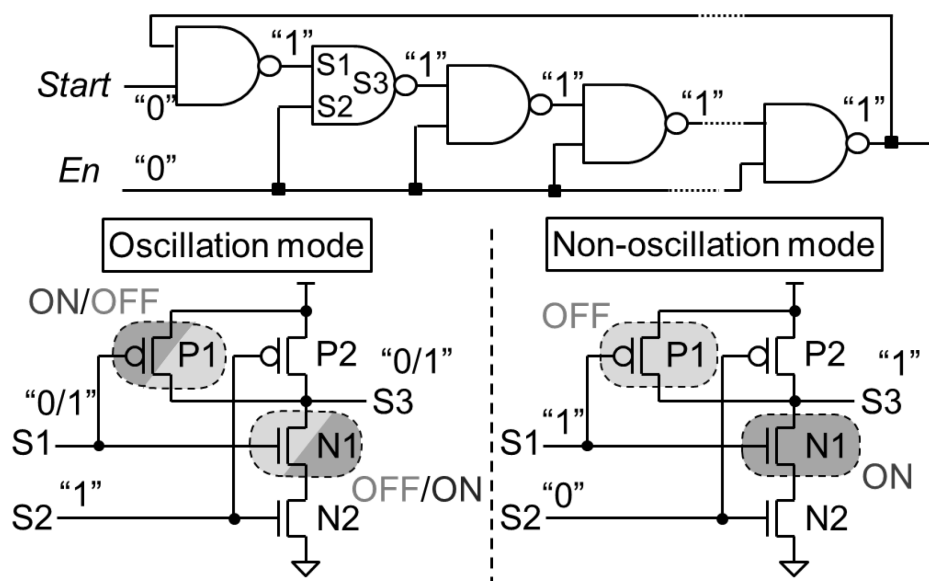 Start
"0"
"1"
S1
S2
S3
"1"
"1"
"1"
"1"
En
"0"
Oscillation mode
ON/OFF
P1
P2
"0/1"
S3
"0/1"
S1
N1
OFF/ON
"1"
S2
N2
Non-oscillation mode
OFF
P1
P2
"1"
S3
"1"
S1
N1
ON
"0"
S2
N2